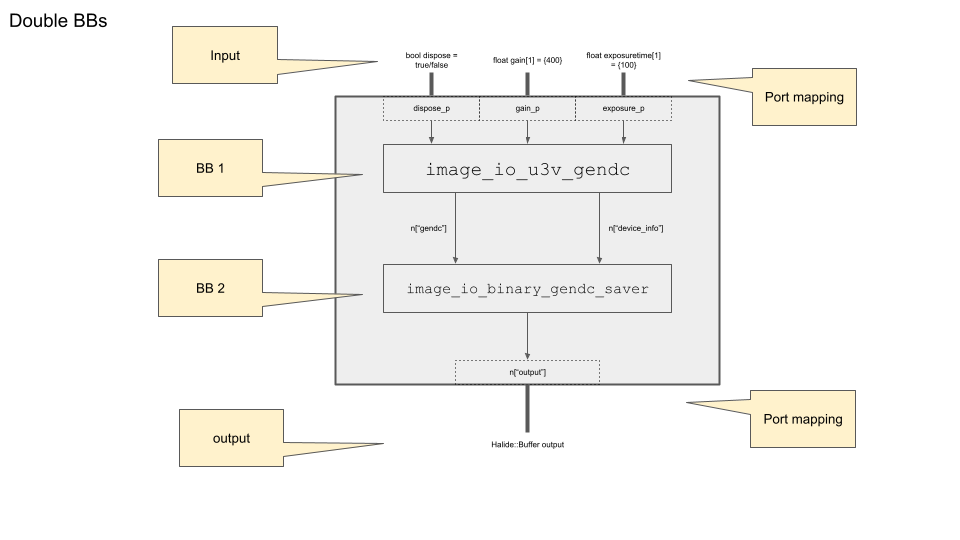 Double BBs
Input
bool dispose =
true/false
float gain[1] = {400}
float exposuretime[1]
= {100}
Port mapping
dispose_p
gain_p
exposure_p
BB 1
image_io_u3v_gendc
n[“gendc”]
n[“device_info”]
BB 2
image_io_binary_gendc_saver
n[“output”]
Port mapping
output
Halide::Buffer output